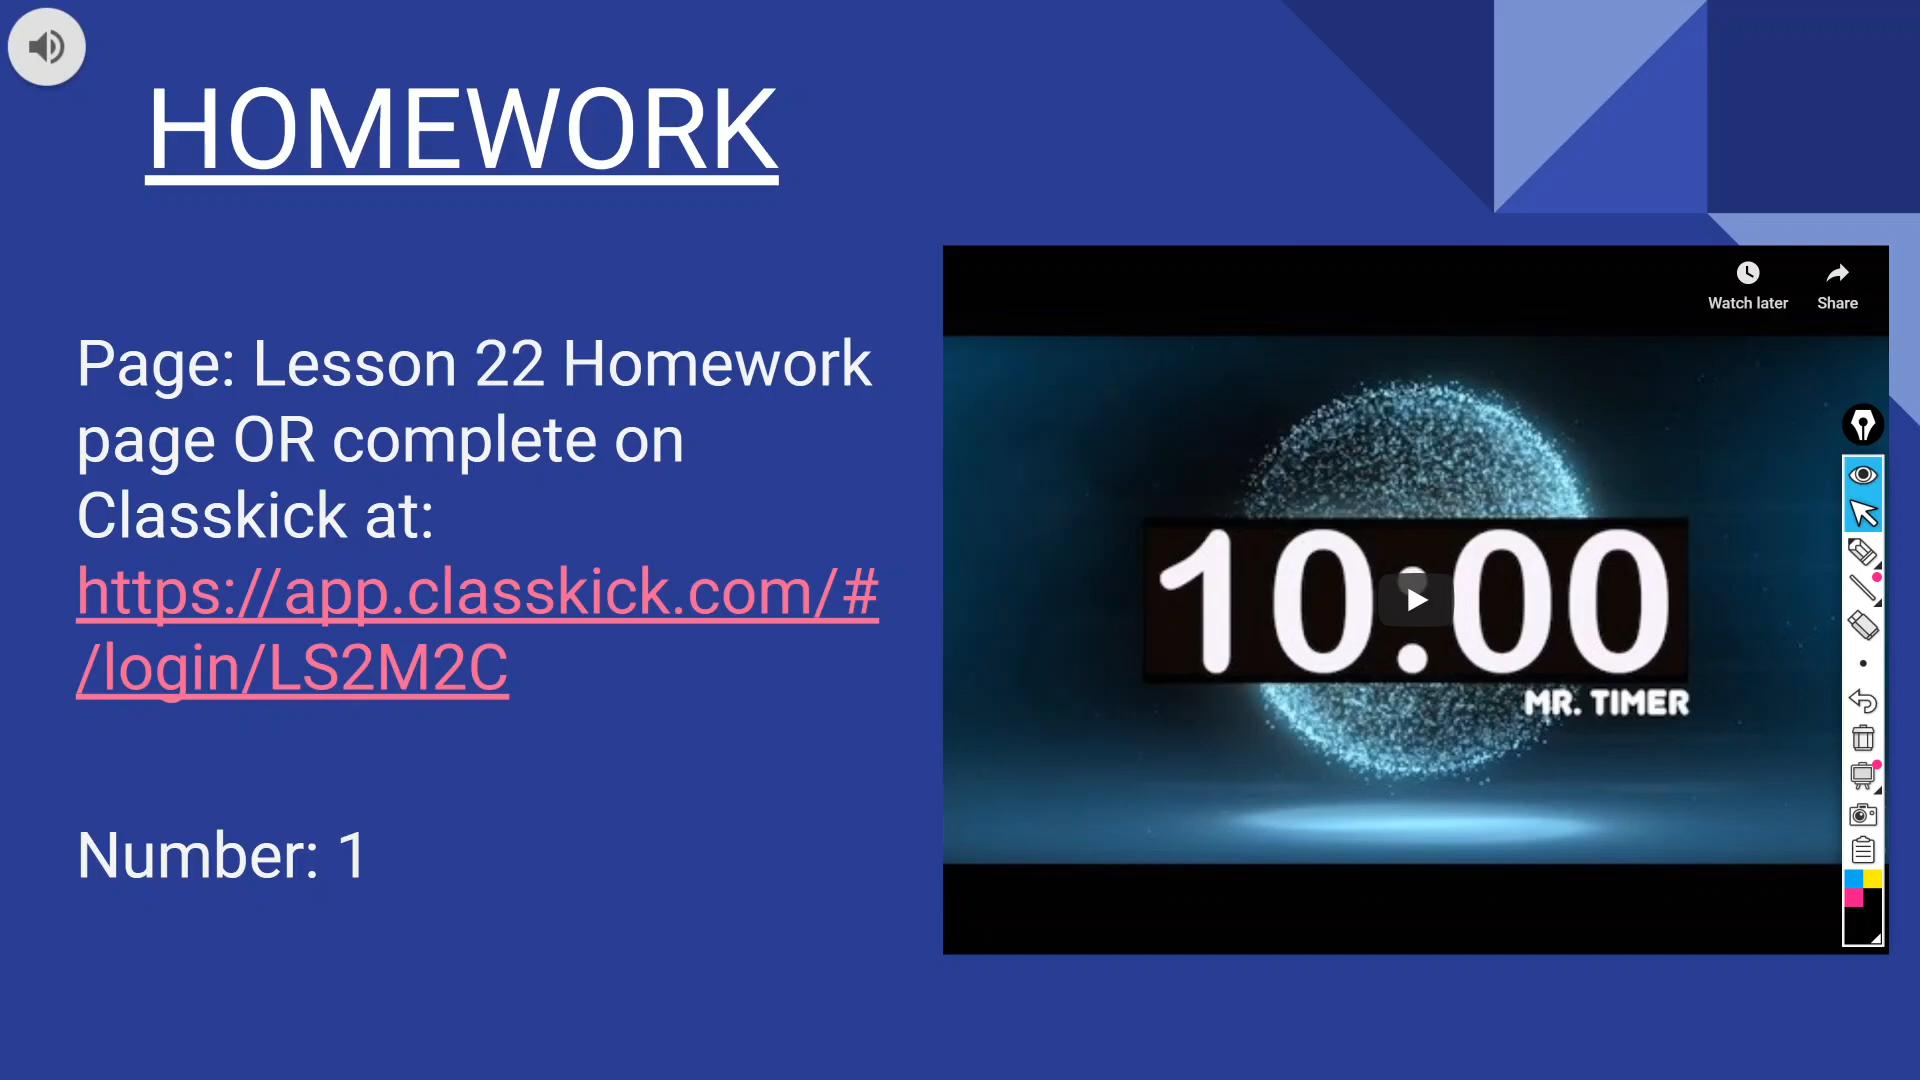 HOMEWORK
Page: Lesson 22 Homework
page OR complete on
Classkick at:
https://app.classkick.com/#
/login/LS2M2C
Number: 1
Watch later
Share
10:00
MR. TIMER